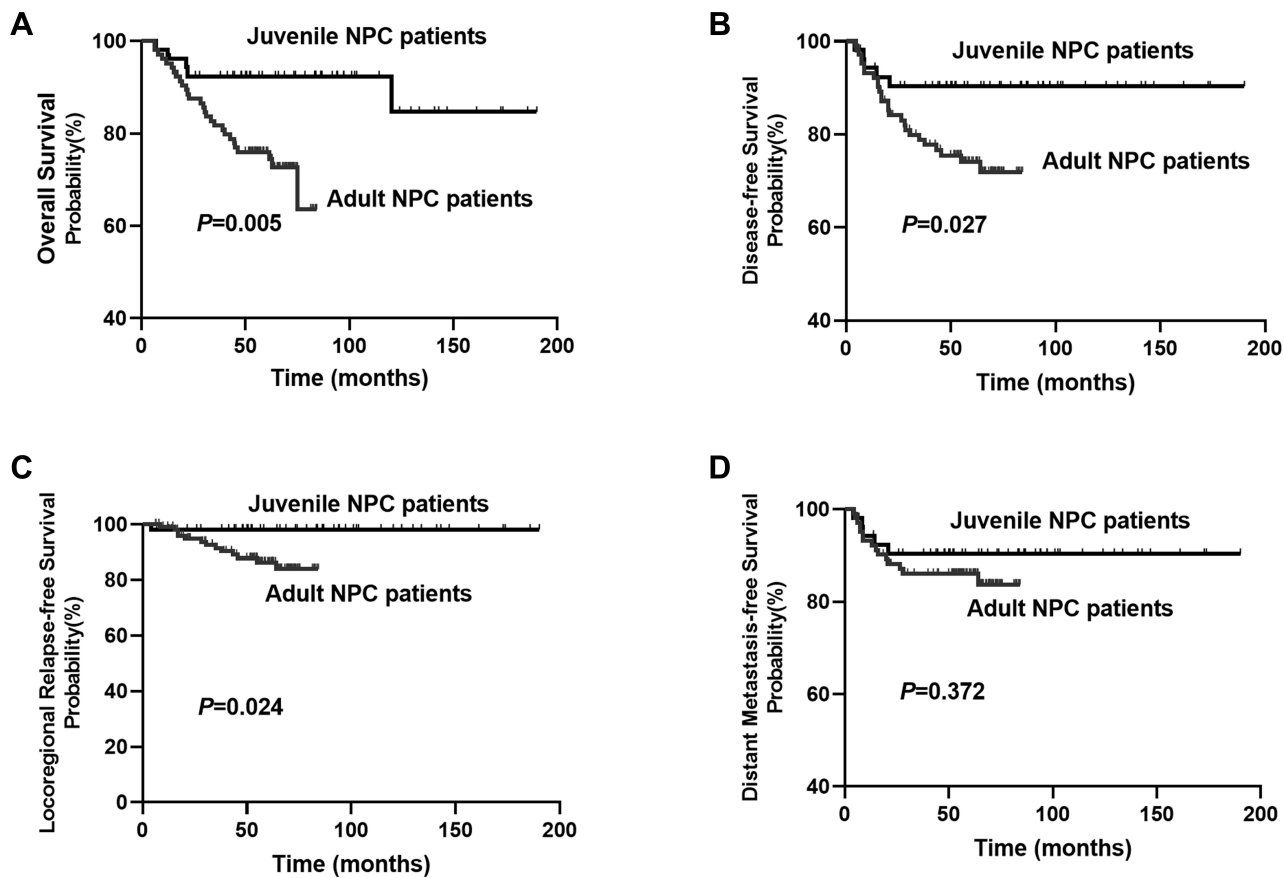 A
Overall Survival
Probability(%)
100
80
60
40
Juvenile NPC patients
Adult NPC patients
P=0.005
0 50 100 150 200
Time (months)
B
Disease-free Survival
Probability(%)
100
80
60
40
Juvenile NPC patients
Adult NPC patients
P=0.027
0 50 100 150 200
Time (months)
C
Locoregional Relapse-free Survival
Probability(%)
100
80
60
40
20
0
Juvenile NPC patients
Adult NPC patients
P=0.024
0 50 100 150 200
Time (months)
D
Distant Metastasis-free Survival
Probability(%)
100
80
60
40
Juvenile NPC patients
Adult NPC patients
P=0.372
0 50 100 150 200
Time (months)